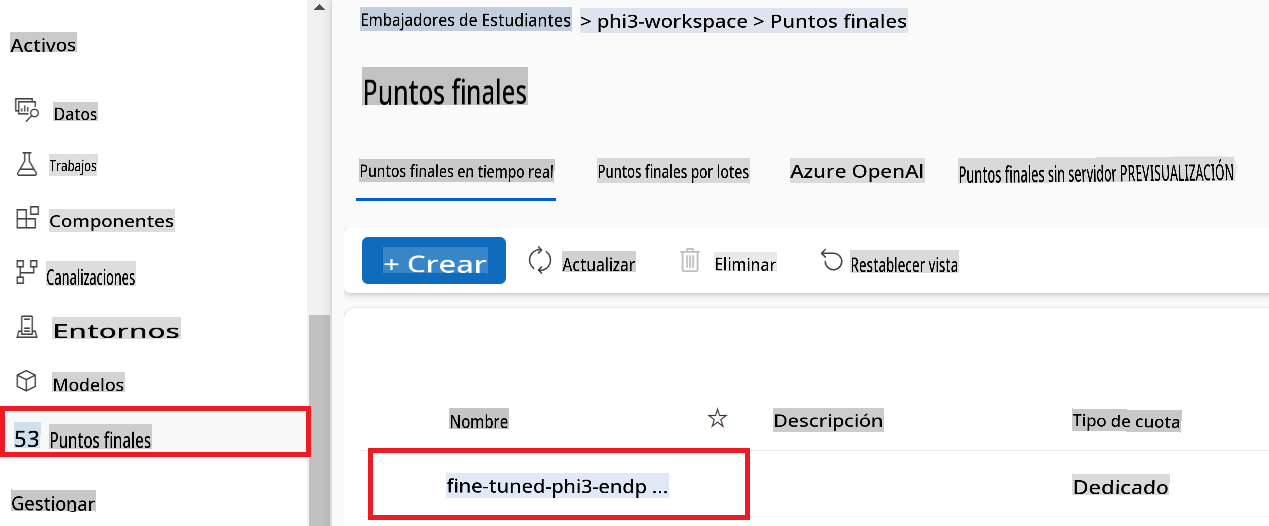 Activos
Datos
Trabajos
Componentes
Canalizaciones
Entornos
Modelos
53 Puntos finales
Gestionar
Embajadores de Estudiantes > phi3-workspace > Puntos finales
Puntos finales
Puntos finales en tiempo real Puntos finales por lotes Azure OpenAI Puntos finales sin servidor PREVISUALIZACIÓN
+ Crear Actualizar Eliminar Restablecer vista
Nombre Descripción Tipo de cuota
fine-tuned-phi3-endp ... Dedicado